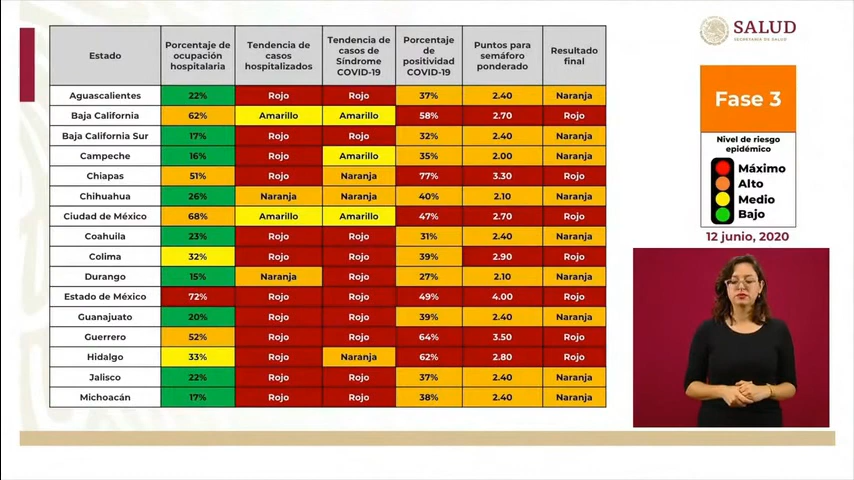 SALUD
SECRETARÍA DE SALUD
Estado | Porcentaje de ocupación hospitalaria | Tendencia de casos hospitalizados | Tendencia de casos de Síndrome COVID-19 | Porcentaje de positividad COVID-19 | Puntos para semáforo ponderado | Resultado final
Aguascalientes 22% Rojo Rojo 37% 2.40 Naranja
Baja California 62% Amarillo Amarillo 58% 2.70 Rojo
Baja California Sur 17% Rojo Rojo 32% 2.40 Naranja
Campeche 16% Rojo Amarillo 35% 2.00 Naranja
Chiapas 51% Rojo Naranja 77% 3.30 Rojo
Chihuahua 26% Naranja Naranja 40% 2.10 Naranja
Ciudad de México 68% Amarillo Amarillo 47% 2.70 Rojo
Coahuila 23% Rojo Rojo 31% 2.40 Naranja
Colima 32% Rojo Rojo 39% 2.90 Rojo
Durango 15% Naranja Rojo 27% 2.10 Naranja
Estado de México 72% Rojo Rojo 49% 4.00 Rojo
Guanajuato 20% Rojo Rojo 39% 2.40 Naranja
Guerrero 52% Rojo Rojo 64% 3.50 Rojo
Hidalgo 33% Rojo Naranja 62% 2.80 Rojo
Jalisco 22% Rojo Rojo 37% 2.40 Naranja
Michoacán 17% Rojo Rojo 38% 2.40 Naranja
Fase 3
Nivel de riesgo
epidémico
Máximo
Alto
Medio
Bajo
12 junio, 2020